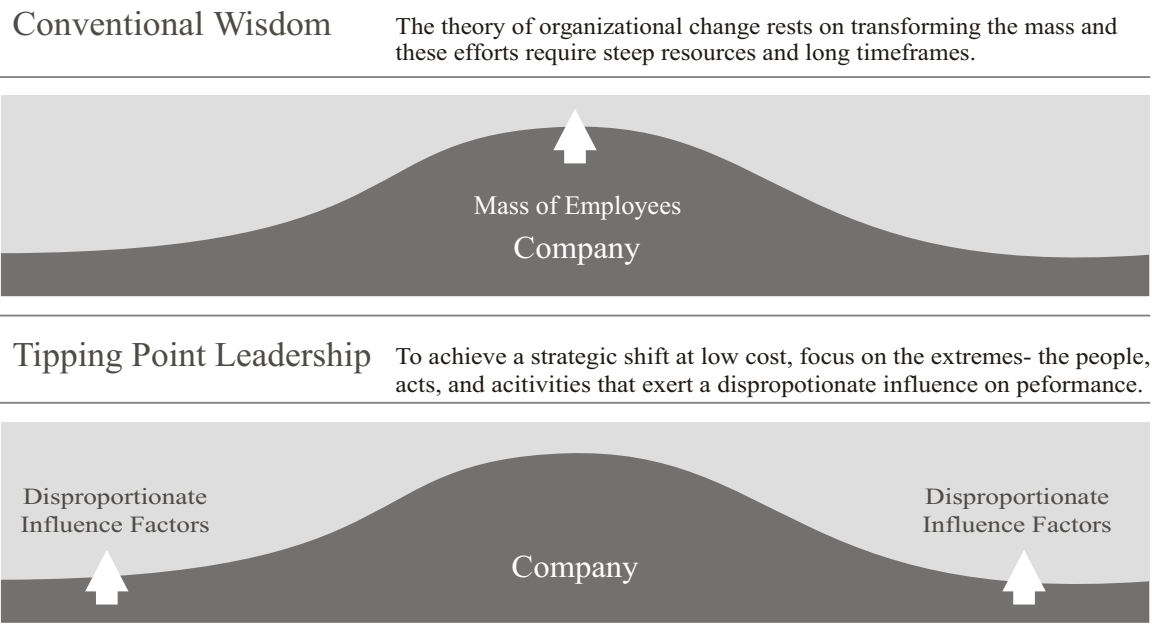 Conventional Wisdom
The theory of organizational change rests on transforming the mass and
these efforts require steep resources and long timeframes.
Mass of Employees
Company
Tipping Point Leadership
To achieve a strategic shift at low cost, focus on the extremes- the people,
acts, and acitivities that exert a dispropotionate influence on peformance.
Disproportionate
Influence Factors
Disproportionate
Influence Factors
Company